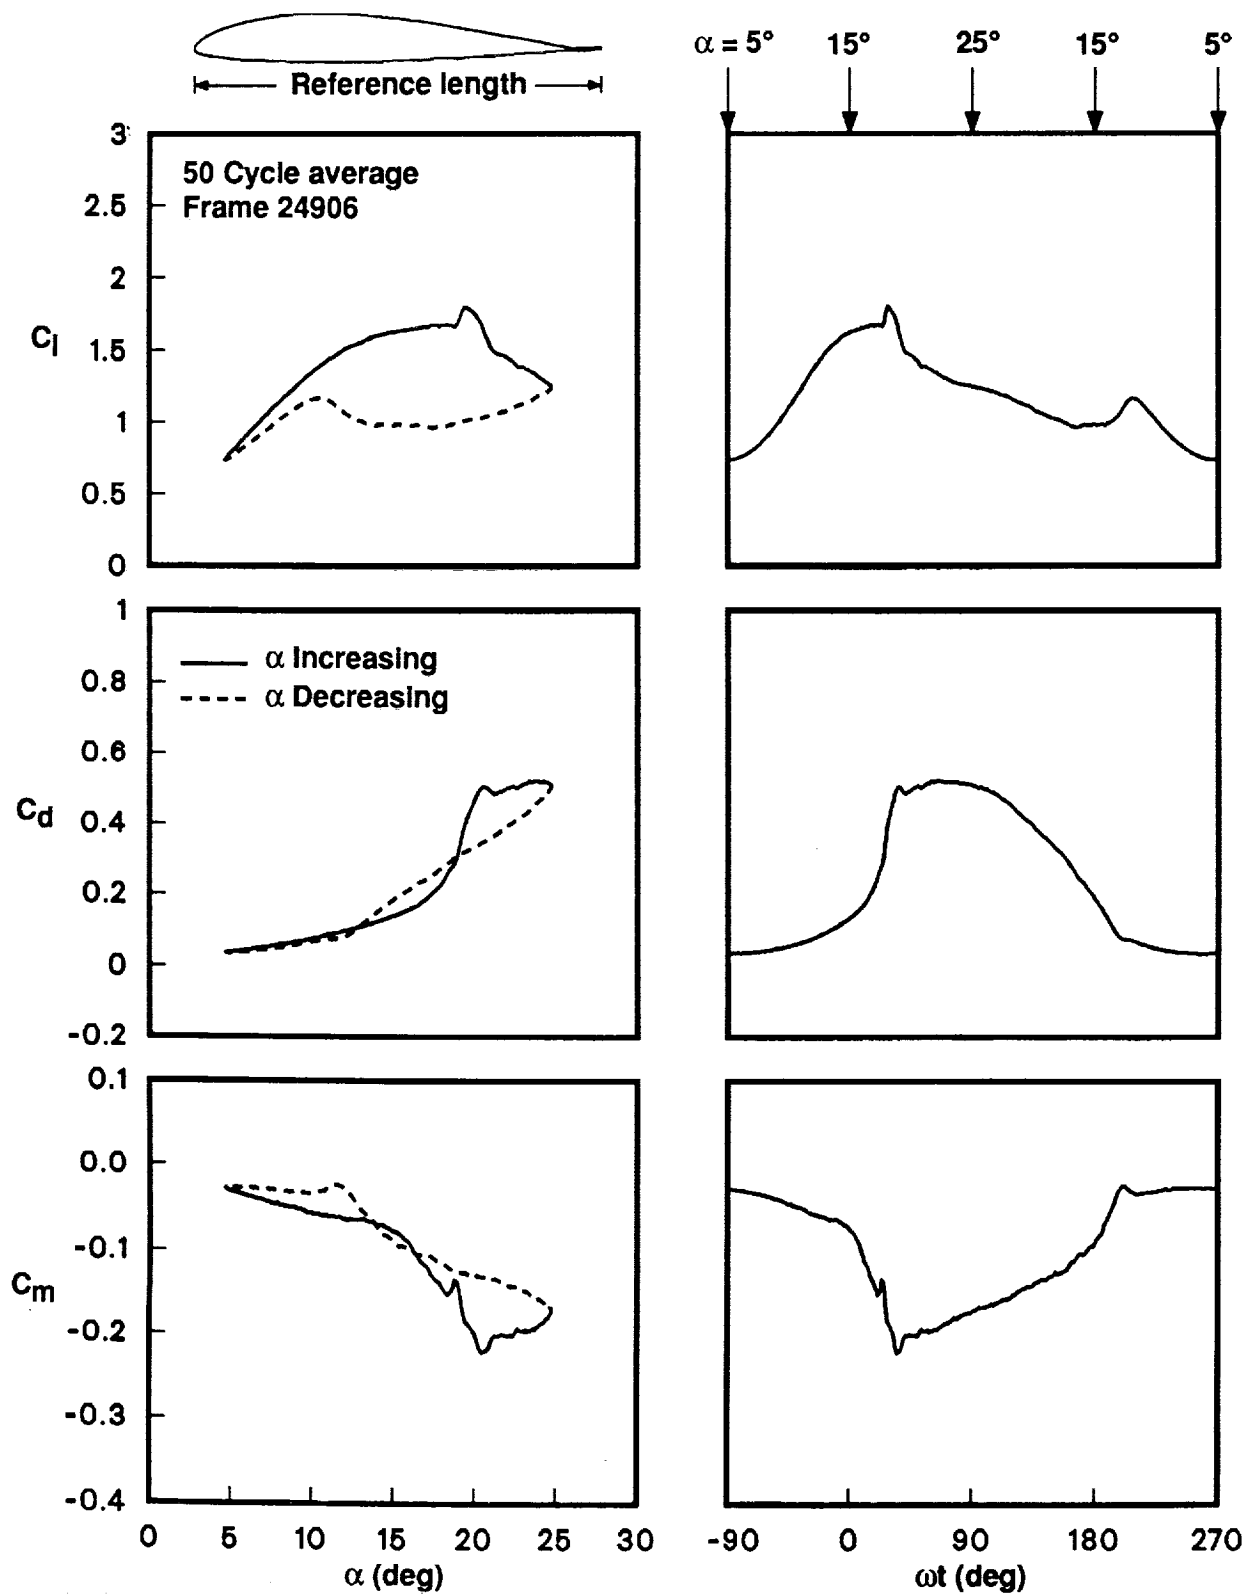 α = 5° 15° 25° 15° 5°
Reference length
3
50 Cycle average
2.5
Frame 24906
2
Cl
1.5
1
0.5
0
1
α Increasing
0.8
α Decreasing
0.6
Cd
0.4
0.2
0
-0.2
0.1
0.0
-0.1
Cm
-0.2
-0.3
-0.4
0 5 10 15 20 25 30
-90 0 90 180 270
α (deg)
ωt (deg)